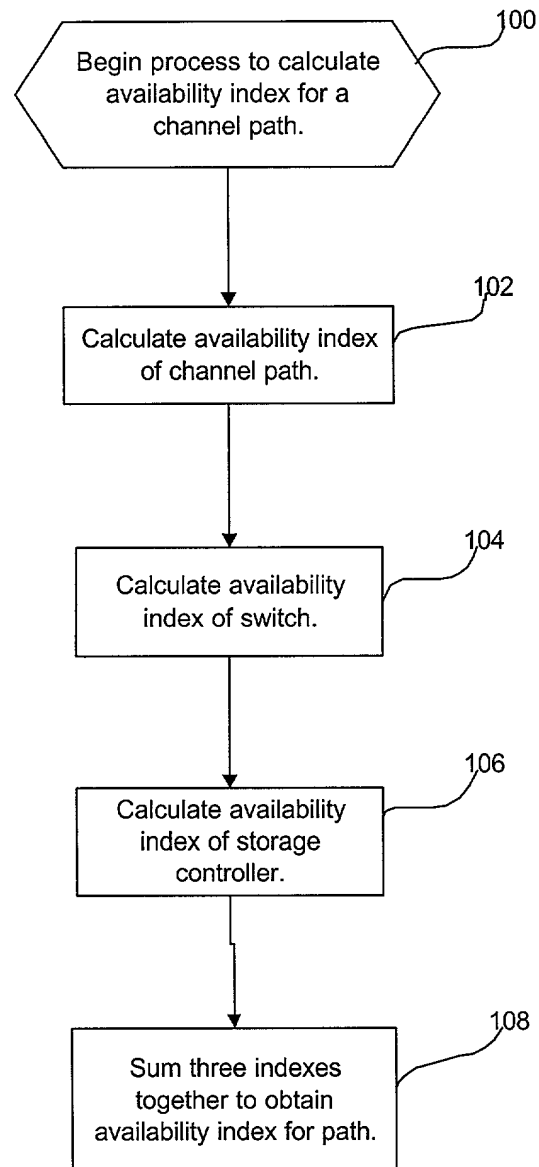 100
Begin process to calculate
availability index for a
channel path.
102
Calculate availability index
of channel path.
104
Calculate availability
index of switch.
106
Calculate availability
index of storage
controller.
108
Sum three indexes
together to obtain
availability index for path.